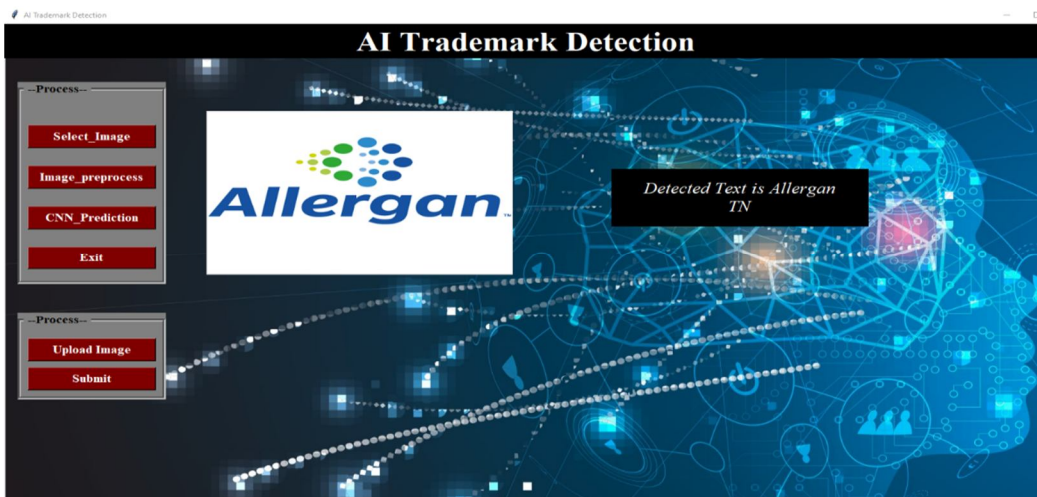 AI Trademark Detection
AI Trademark Detection
--Process--
Select_Image
Image_preprocess
CNN_Prediction
Exit
Allergan
Detected Text is Allergan
TN
--Process--
Upload Image
Submit